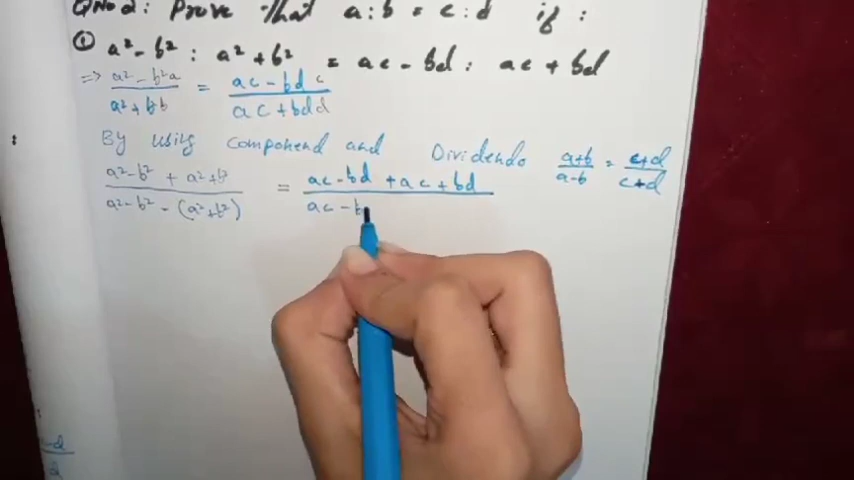 QNo 2: Prove that a:b = c:d if:
① a²-b² : a²+b² = ac-bd : ac+bd
=> a²-b²a / a²+b²b = ac-bd c / ac+bd d
By using Componend and Dividendo a+b / a-b = c+d / c+d
a²-b²+a²+b² / a²-b²-(a²+b²) = ac-bd+ac+bd / ac-b